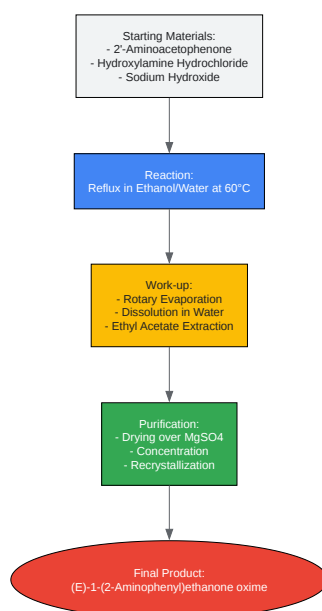 Starting Materials:
- 2'-Aminoacetophenone
- Hydroxylamine Hydrochloride
- Sodium Hydroxide
Reaction:
Reflux in Ethanol/Water at 60°C
Work-up:
- Rotary Evaporation
- Dissolution in Water
- Ethyl Acetate Extraction
Purification:
- Drying over MgSO4
- Concentration
- Recrystallization
Final Product:
(E)-1-(2-Aminophenyl)ethanone oxime